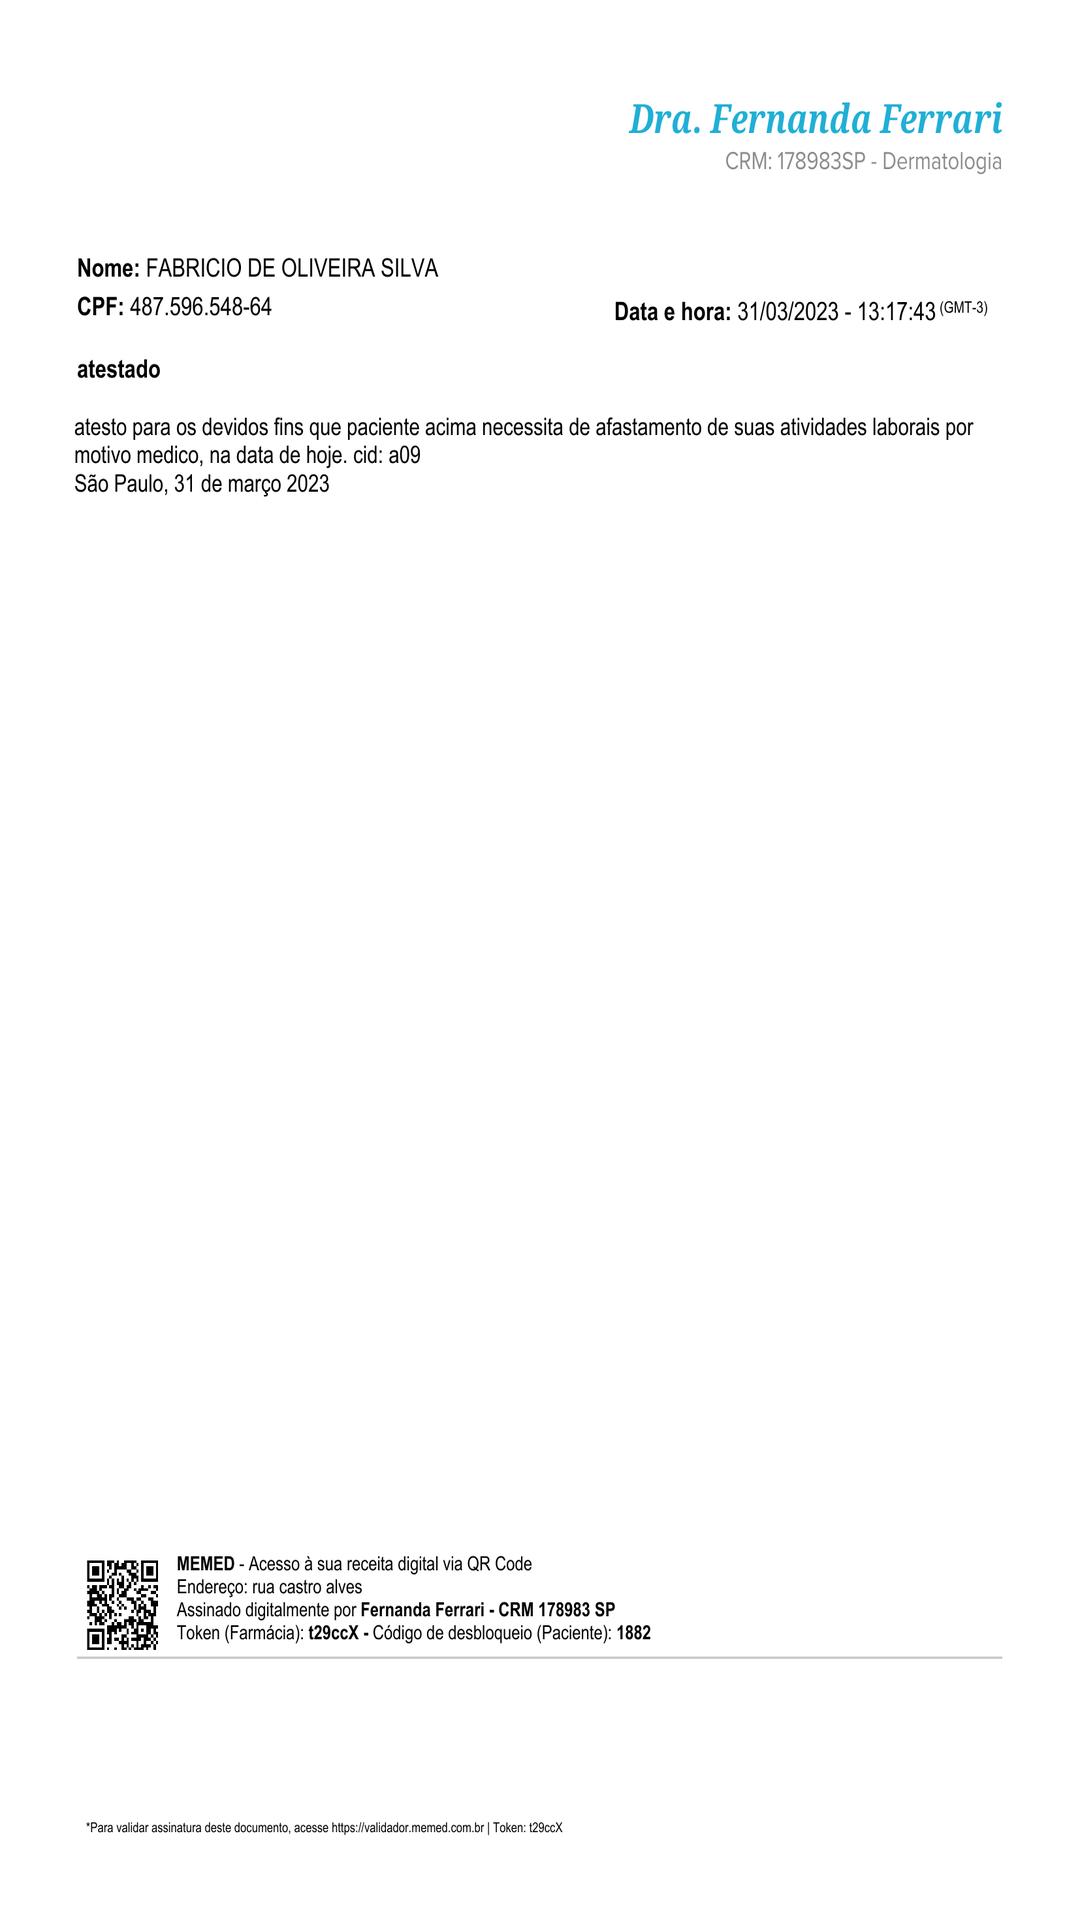 Dra. Fernanda Ferrari
CRM: 178983SP - Dermatologia
Nome: FABRICIO DE OLIVEIRA SILVA
CPF: 487.596.548-64
Data e hora: 31/03/2023 - 13:17:43 (GMT-3)
atestado
atesto para os devidos fins que paciente acima necessita de afastamento de suas atividades laborais por
motivo medico, na data de hoje. cid: a09
São Paulo, 31 de março 2023
MEMED - Acesso à sua receita digital via QR Code
Endereço: rua castro alves
Assinado digitalmente por Fernanda Ferrari - CRM 178983 SP
Token (Farmácia): t29ccX - Código de desbloqueio (Paciente): 1882
*Para validar assinatura deste documento, acesse https://validador.memed.com.br | Token: t29ccX